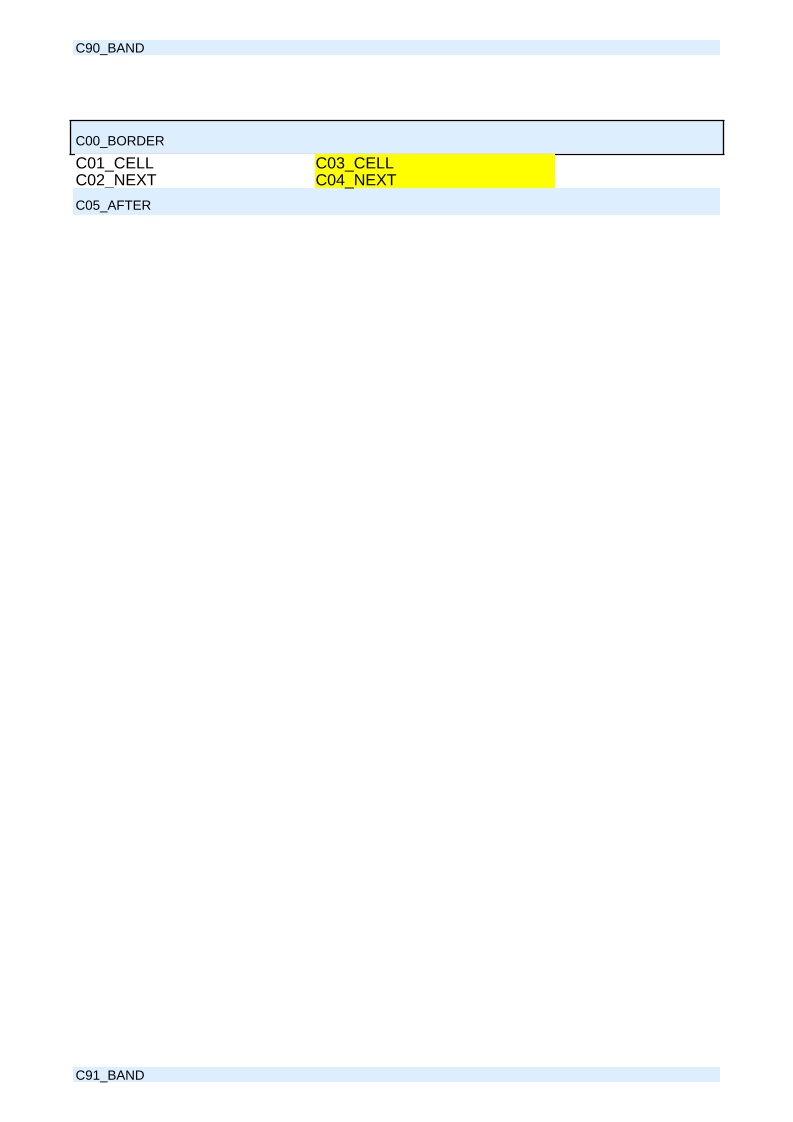 C90_BAND
C00_BORDER
C01_CELL C03_CELL
C02_NEXT C04_NEXT
C05_AFTER
C91_BAND